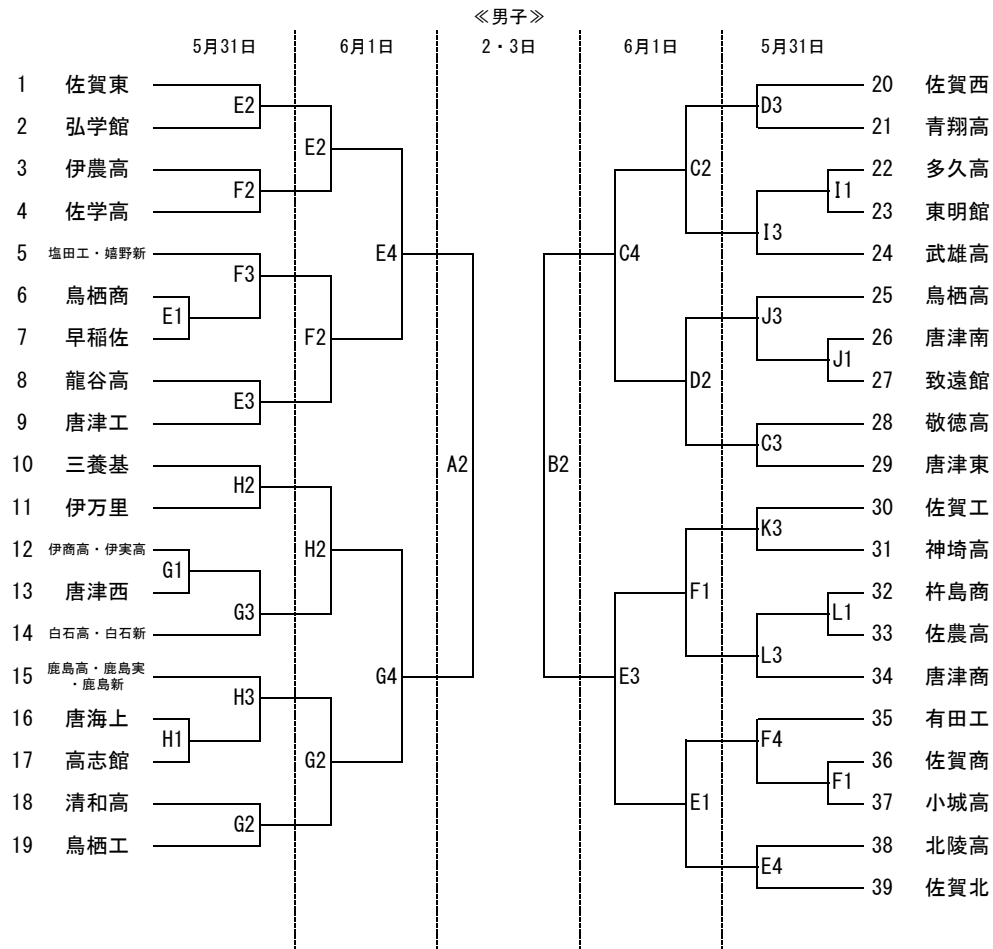 ≪男子≫
5月31日 6月1日 2・3日 6月1日 5月31日
1 佐賀東 20 佐賀西
E2 D3
2 弘学館 21 青翔高
E2 C2
3 伊農高 22 多久高
F2 I1
4 佐学高 23 東明館
I3
5 塩田工・嬉野新 E4 C4 24 武雄高
F3
6 鳥栖商 25 鳥栖高
E1 J3
7 早稲佐 F2 26 唐津南
J1
8 龍谷高 D2 27 致遠館
E3
9 唐津工 28 敬徳高
C3
10 三養基 A2 B2 29 唐津東
H2
11 伊万里 30 佐賀工
K3
12 伊商高・伊実高 H2 31 神埼高
G1
13 唐津西 F1 32 杵島商
G3 L1
14 白石高・白石新 33 佐農高
L3
15 鹿島高・鹿島実
・鹿島新 G4 E3 34 唐津商
H3
16 唐海上 35 有田工
H1 F4
17 高志館 G2 36 佐賀商
F1
18 清和高 E1 37 小城高
G2
19 鳥栖工 38 北陵高
E4
39 佐賀北